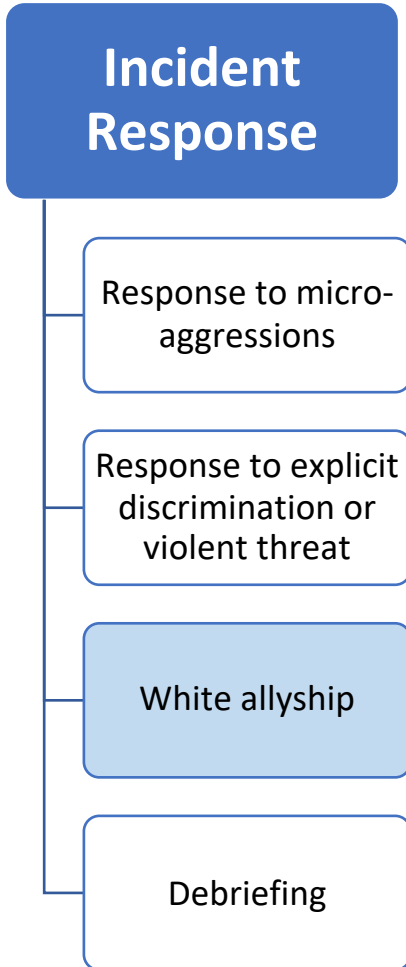 Incident
Response
Response to micro-
aggressions
Response to explicit
discrimination or
violent threat
White allyship
Debriefing